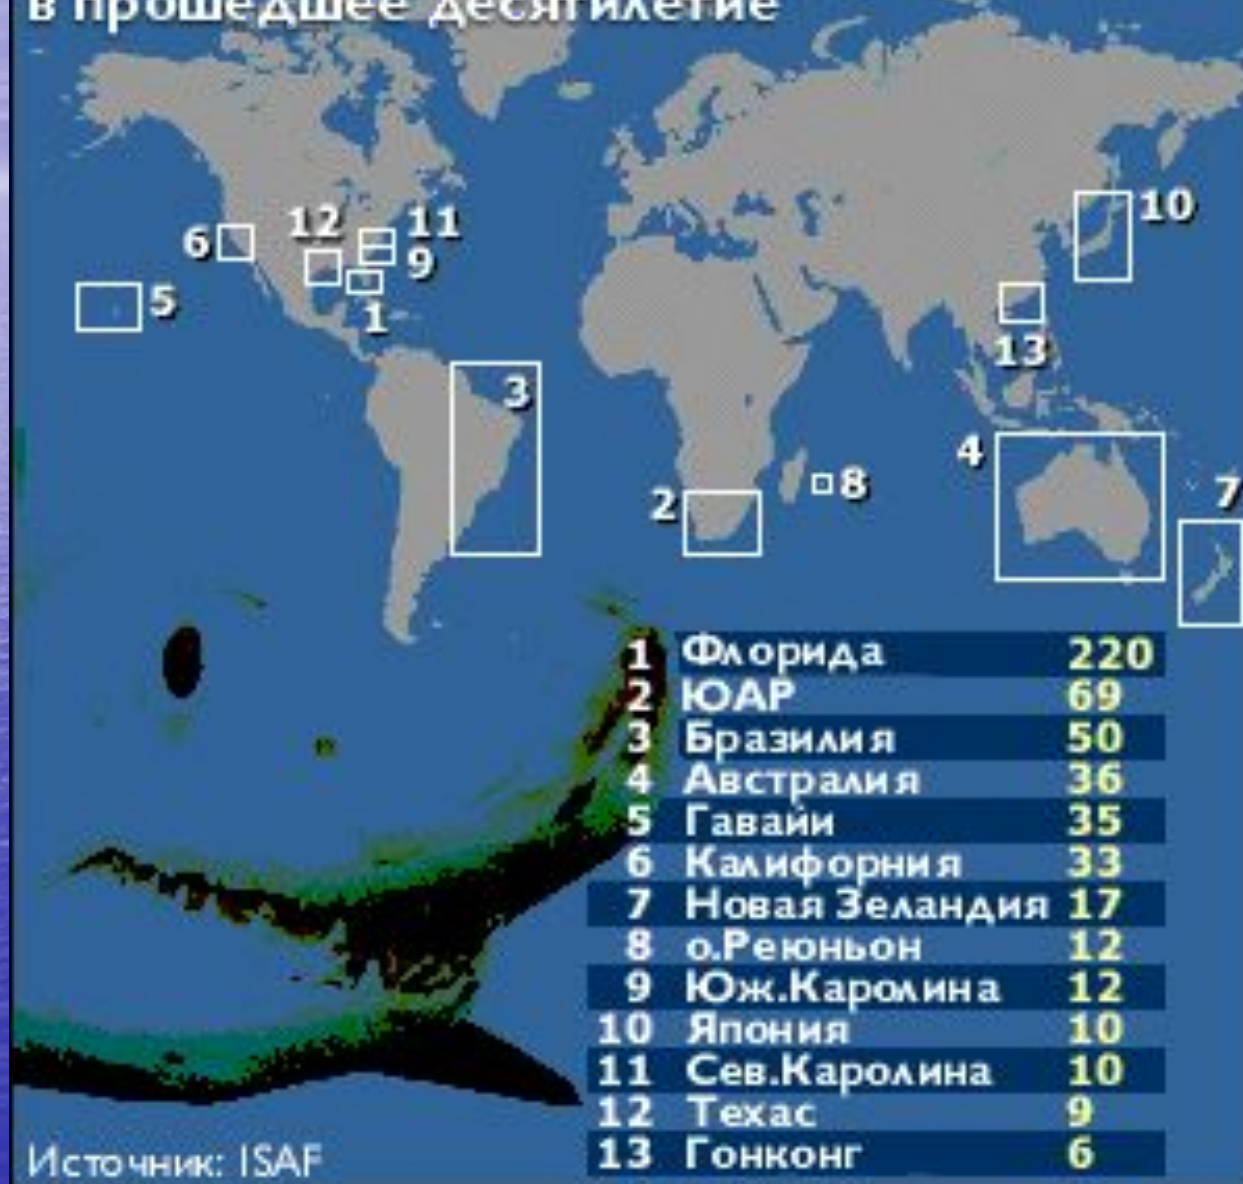 в прошедшее десятилетие
10
12
11
6
9
5
1
13
3
4
8
2
7
1 Флорида 220
2 ЮАР 69
3 Бразилия 50
4 Австралия 36
5 Гавайи 35
6 Калифорния 33
7 Новая Зеландия 17
8 о.Реюньон 12
9 Юж.Каролина 12
10 Япония 10
11 Сев.Каролина 10
12 Техас 9
13 Гонконг 6
Источник: ISAF